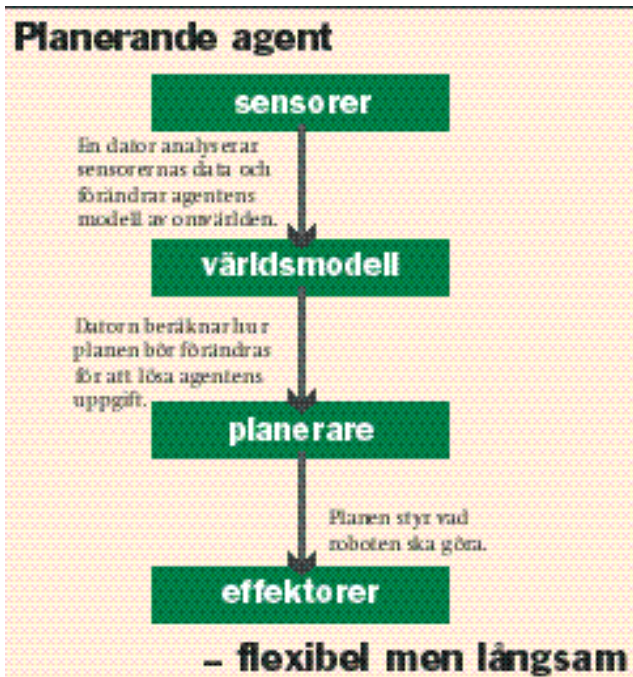 Planerande agent
sensorer
En dator analyserar
sensorernas data och
förändrar agentens
modell av omvärlden.
världsmodell
Datorn beräknar hur
planen bör förändras
för att lösa agentens
uppgift.
planerare
Planen styr vad
roboten ska göra.
effektorer
– flexibel men långsam